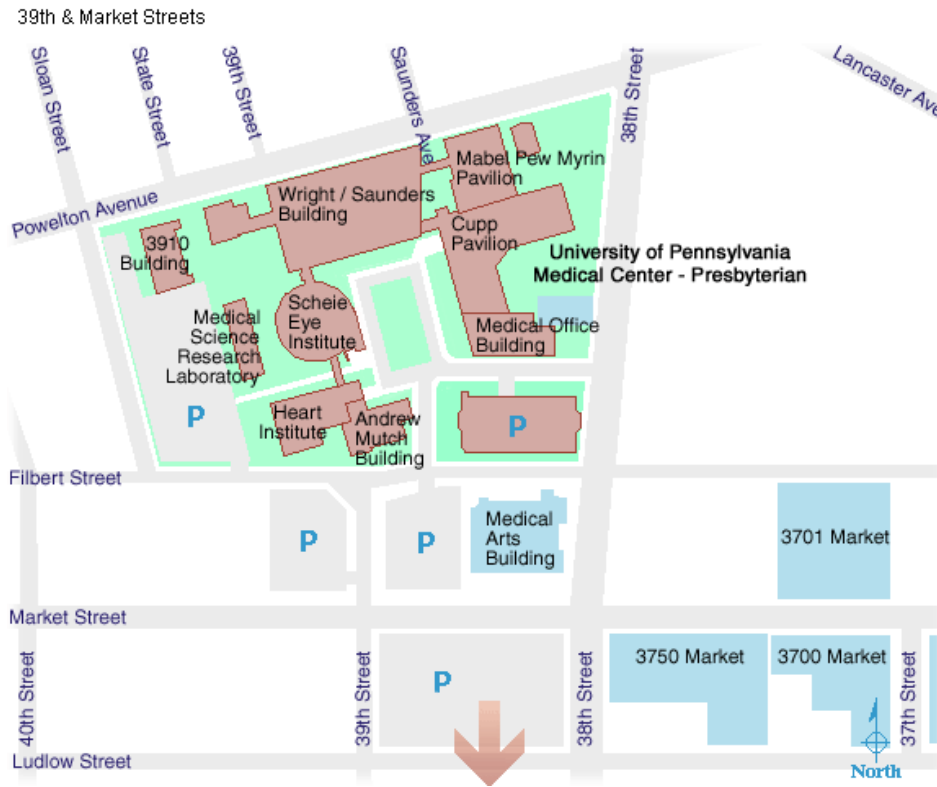 39th & Market Streets
Sloan Street
State Street
39th Street
Saunders Ave.
38th Street
Lancaster Ave
Powelton Avenue
Mabel Pew Myrin
Pavilion
Wright / Saunders
Building
Cupp
Pavilion
3910
Building
University of Pennsylvania
Medical Center - Presbyterian
Scheie
Eye
Institute
Medical
Science
Research
Laboratory
Medical Office
Building
P
Heart
Institute
Andrew
Mutch
Building
P
Filbert Street
P
P
Medical
Arts
Building
3701 Market
Market Street
40th Street
39th Street
P
38th Street
3750 Market
3700 Market
37th Street
Ludlow Street
North